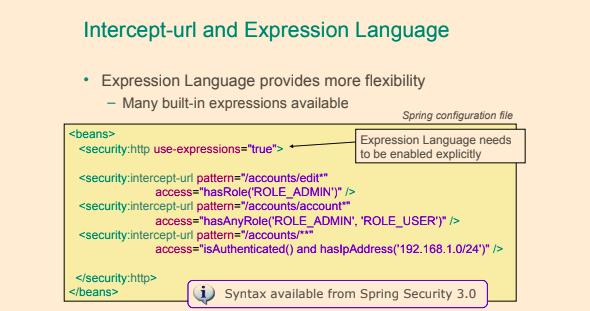 Intercept-url and Expression Language
• Expression Language provides more flexibility
– Many built-in expressions available
Spring configuration file
<beans>
<security:http use-expressions="true">
Expression Language needs
to be enabled explicitly
<security:intercept-url pattern="/accounts/edit*"
access="hasRole('ROLE_ADMIN')" />
<security:intercept-url pattern="/accounts/account*"
access="hasAnyRole('ROLE_ADMIN', 'ROLE_USER')" />
<security:intercept-url pattern="/accounts/**"
access="isAuthenticated() and hasIpAddress('192.168.1.0/24')" />
</security:http>
</beans>
Syntax available from Spring Security 3.0